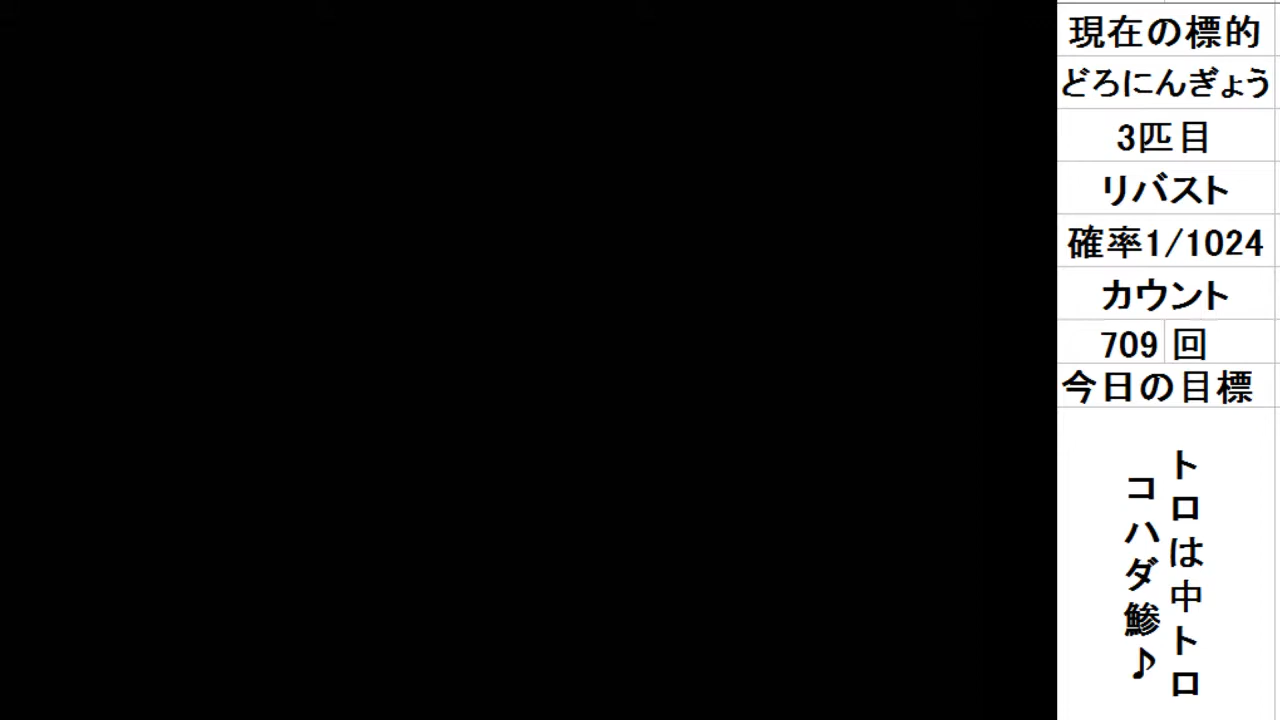 現在の標的
どろにんぎょう
3匹目
リバスト
確率1/1024
カウント
709 回
今日の目標
トロは中トロ
コハダ鯵♪